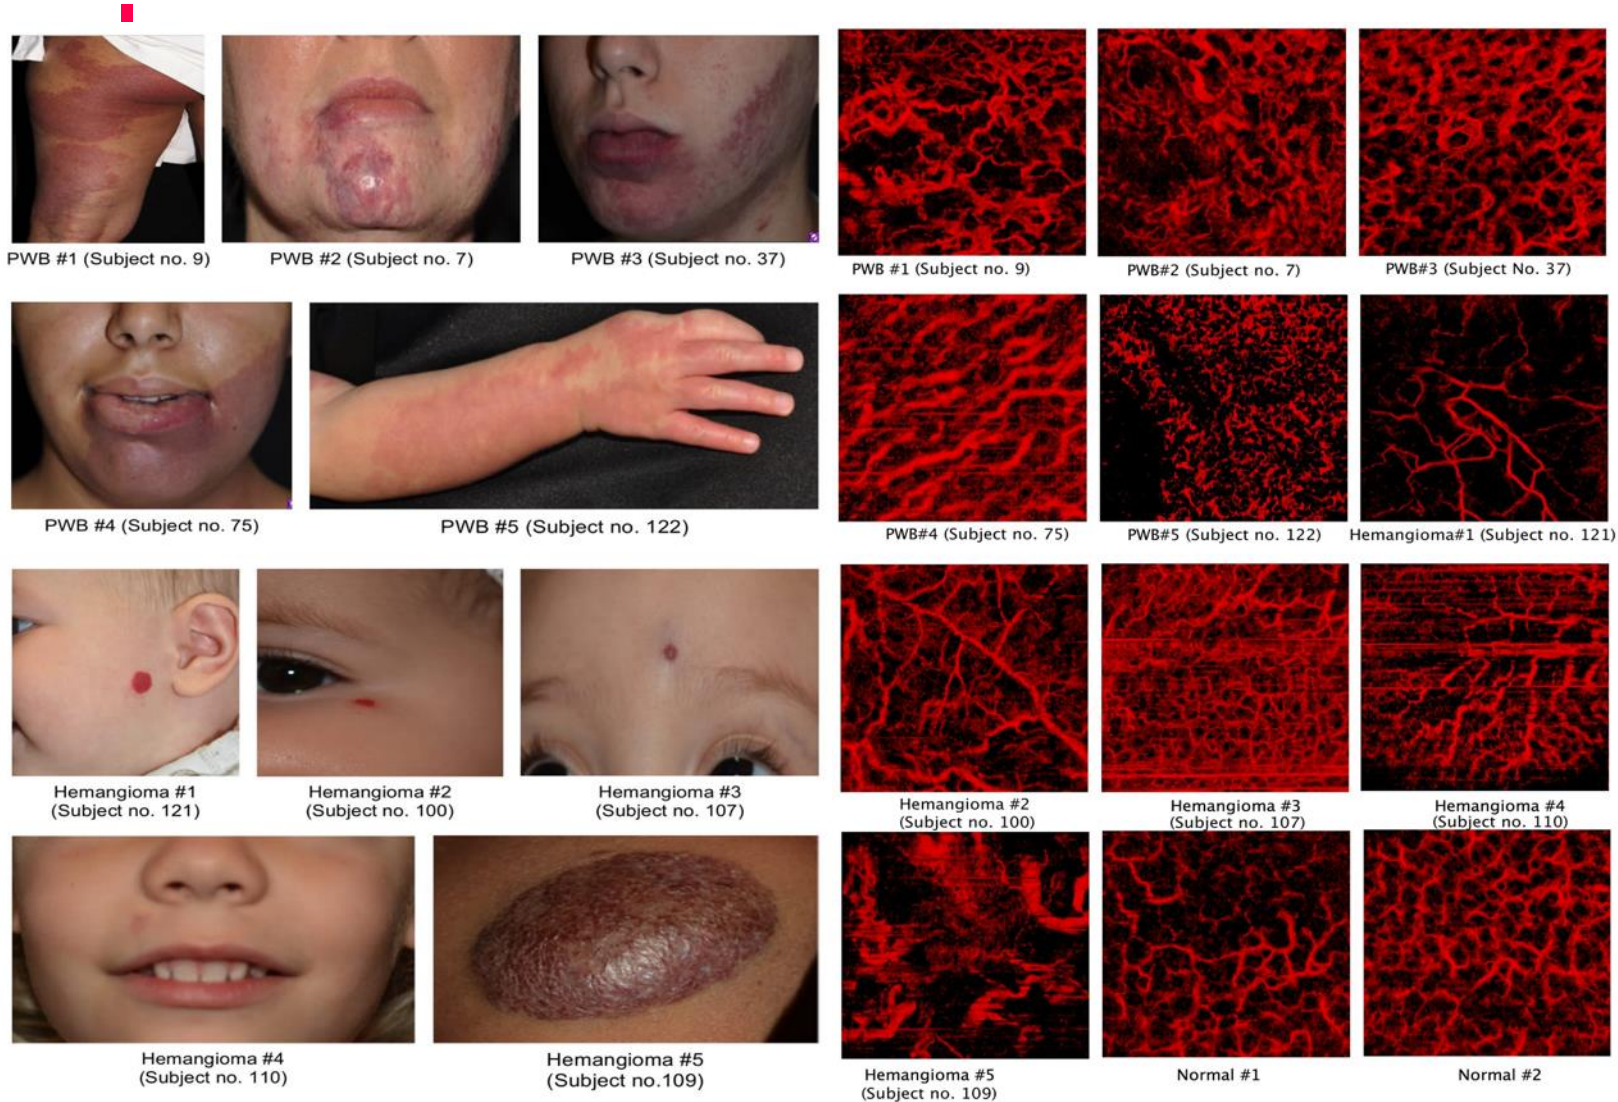 PWB #1 (Subject no. 9)
PWB #2 (Subject no. 7)
PWB #3 (Subject no. 37)
PWB #4 (Subject no. 75)
PWB #5 (Subject no. 122)
Hemangioma #1
(Subject no. 121)
Hemangioma #2
(Subject no. 100)
Hemangioma #3
(Subject no. 107)
Hemangioma #4
(Subject no. 110)
Hemangioma #5
(Subject no.109)
PWB #1 (Subject no. 9)
PWB#2 (Subject no. 7)
PWB#3 (Subject No. 37)
PWB#4 (Subject no. 75)
PWB#5 (Subject no. 122)
Hemangioma#1 (Subject no. 121)
Hemangioma #2
(Subject no. 100)
Hemangioma #3
(Subject no. 107)
Hemangioma #4
(Subject no. 110)
Hemangioma #5
(Subject no. 109)
Normal #1
Normal #2